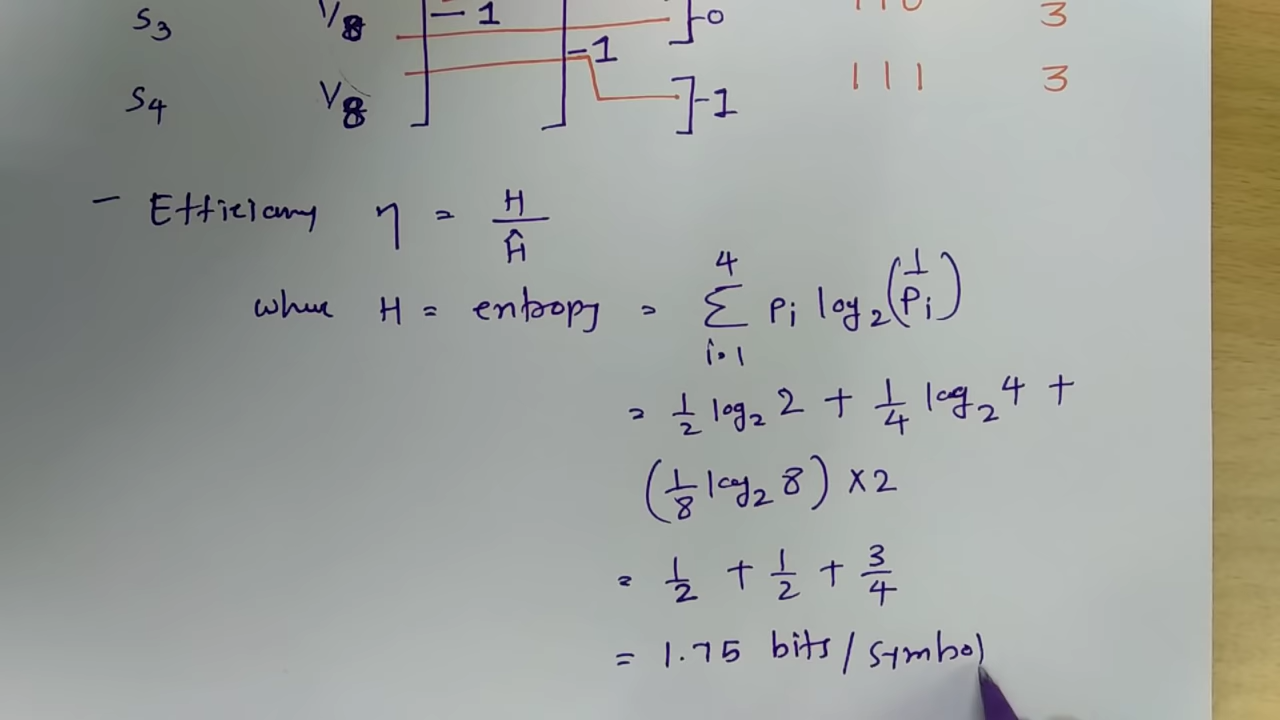 S3 1/8 - 1 }-0 110 3
S4 1/8 -1 ]-1 111 3
- Efficiency η = H / Ĥ
where H = entropy = 4 Σ i=1 Pi log2 (1/Pi)
= 1/2 log2 2 + 1/4 log2 4 +
(1/8 log2 8) × 2
= 1/2 + 1/2 + 3/4
= 1.75 bits / symbol